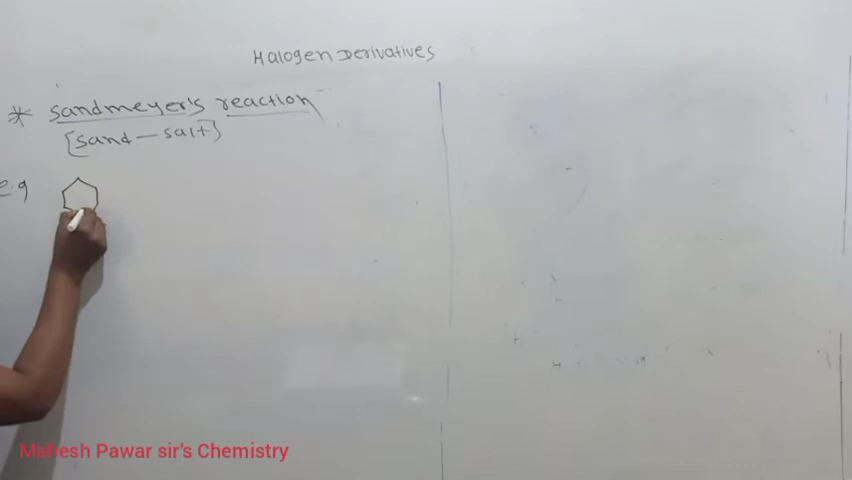 Halogen Derivatives
* Sandmeyer's reaction
[Sand — Salt]
e.g
Mahesh Pawar sir's Chemistry